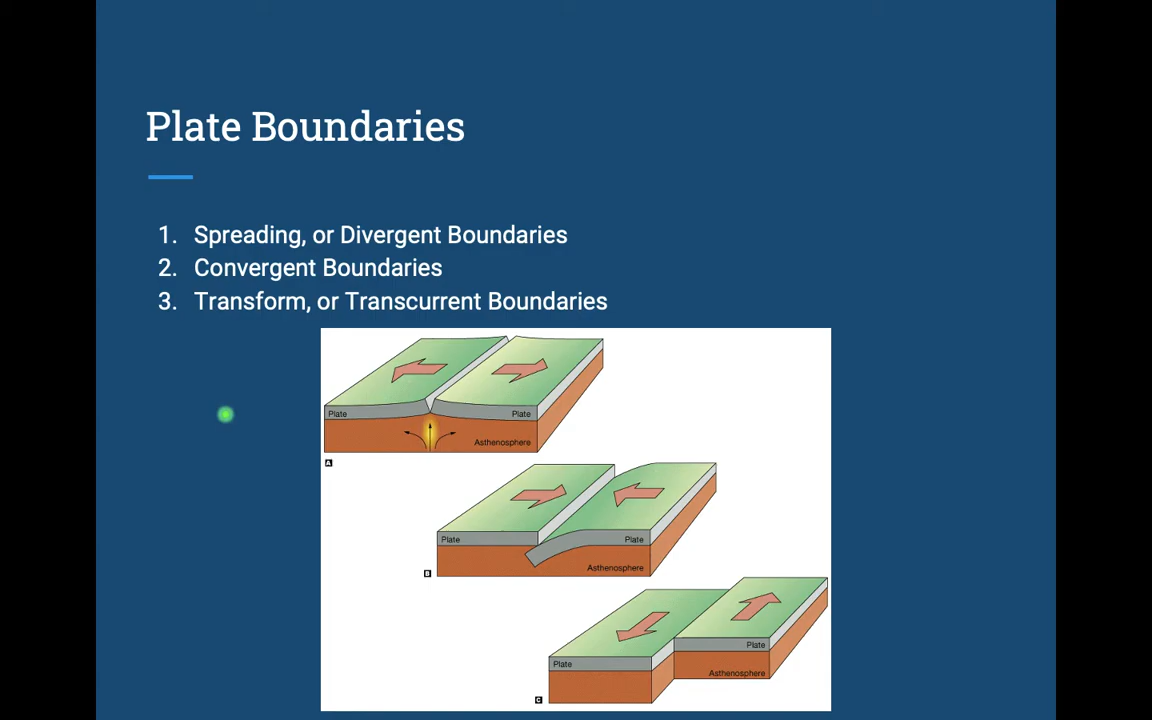 Plate Boundaries
1. Spreading, or Divergent Boundaries
2. Convergent Boundaries
3. Transform, or Transcurrent Boundaries
Plate
Plate
Asthenosphere
A
Plate
Plate
Asthenosphere
B
Plate
Plate
Asthenosphere
C